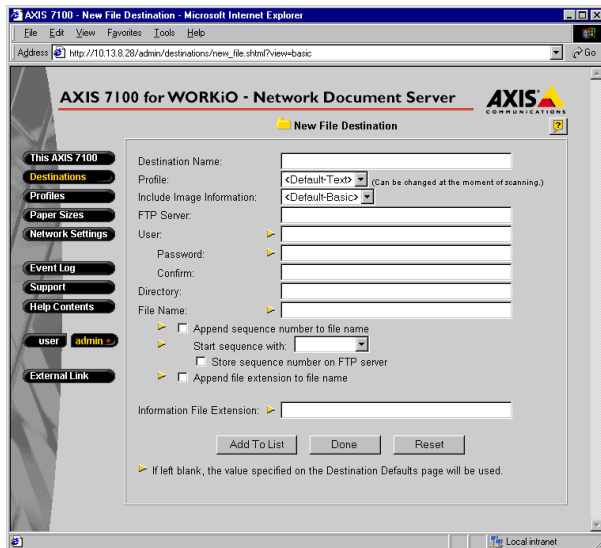 AXIS 7100 - New File Destination - Microsoft Internet Explorer
File Edit View Favorites Tools Help
Address http://10.13.8.28/admin/destinations/new_file.shtml?view=basic Go
AXIS 7100 for WORKiO - Network Document Server
AXIS
COMMUNICATIONS
New File Destination
?
This AXIS 7100
Destinations
Profiles
Paper Sizes
Network Settings
Event Log
Support
Help Contents
user admin
External Link
Destination Name:
Profile: <Default-Text> (Can be changed at the moment of scanning.)
Include Image Information: <Default-Basic>
FTP Server:
User:
Password:
Confirm:
Directory:
File Name:
Append sequence number to file name
Start sequence with:
Store sequence number on FTP server
Append file extension to file name
Information File Extension:
Add To List Done Reset
If left blank, the value specified on the Destination Defaults page will be used.
Local intranet